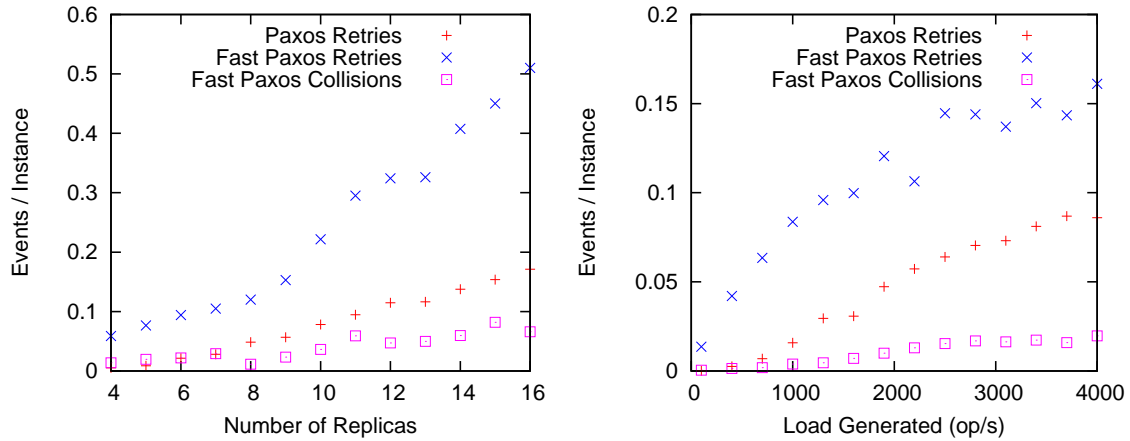 0.6
0.5
0.4
0.3
0.2
0.1
0
4
6
8
10
12
14
16
Events / Instance
Number of Replicas
Paxos Retries
Fast Paxos Retries
Fast Paxos Collisions
0.2
0.15
0.1
0.05
0
0
1000
2000
3000
4000
Events / Instance
Load Generated (op/s)
Paxos Retries
Fast Paxos Retries
Fast Paxos Collisions